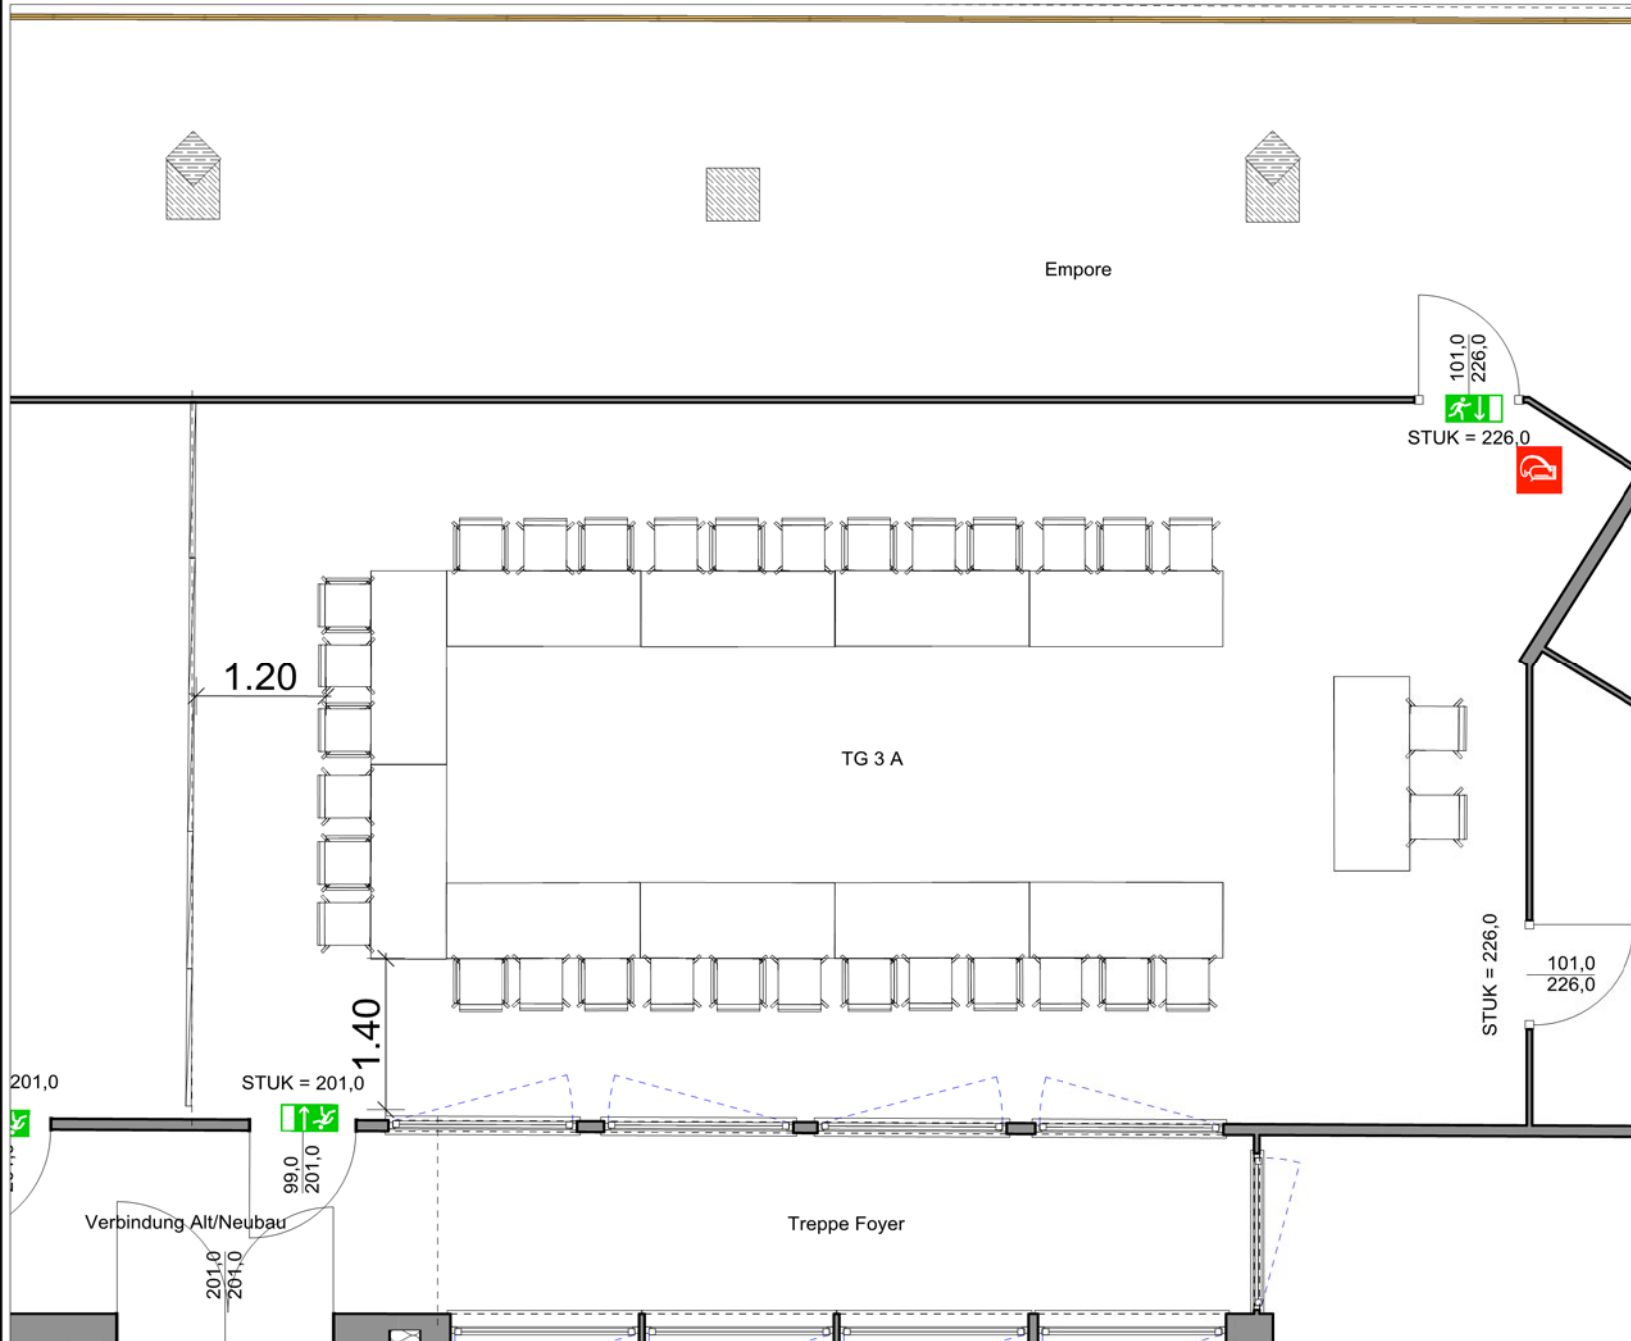 Empore
101,0
226,0
STUK = 226,0
1.20
TG 3 A
STUK = 226,0
101,0
226,0
1.40
201,0
STUK = 201,0
99,0
201,0
Verbindung Alt/Neubau
Treppe Foyer
201,0
201,0